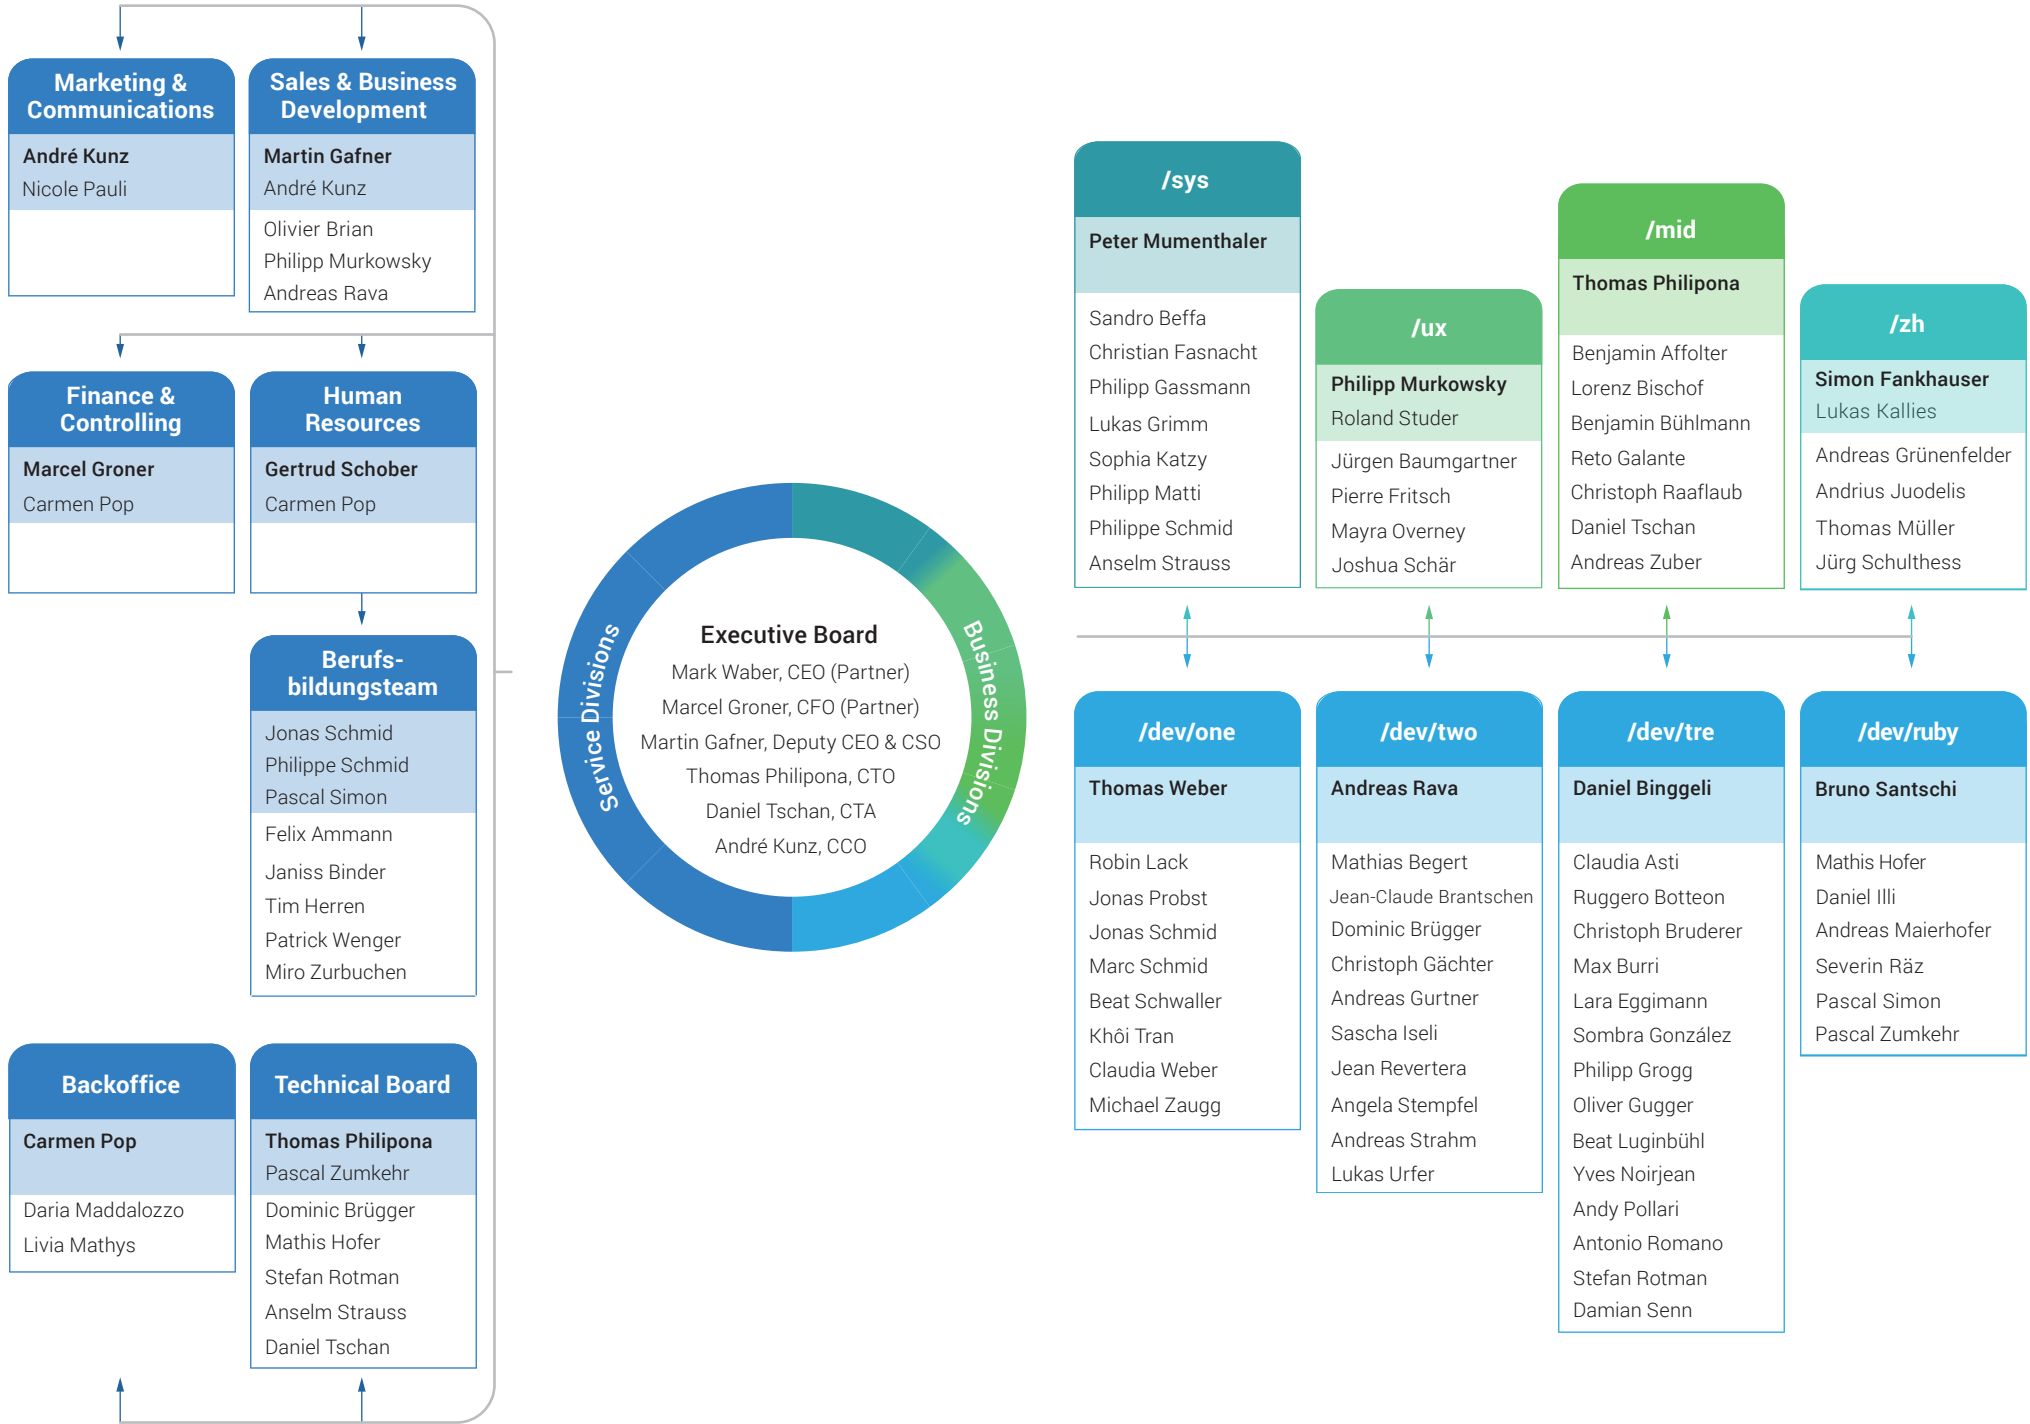 Marketing &
Communications
André Kunz
Nicole Pauli
Sales & Business
Development
Martin Gafner
André Kunz
Olivier Brian
Philipp Murkowsky
Andreas Rava
Finance &
Controlling
Marcel Groner
Carmen Pop
Human
Resources
Gertrud Schober
Carmen Pop
Berufs-
bildungsteam
Jonas Schmid
Philippe Schmid
Pascal Simon
Felix Ammann
Janiss Binder
Tim Herren
Patrick Wenger
Miro Zurbuchen
Backoffice
Carmen Pop
Daria Maddalozzo
Livia Mathys
Technical Board
Thomas Philipona
Pascal Zumkehr
Dominic Brügger
Mathis Hofer
Stefan Rotman
Anselm Strauss
Daniel Tschan
Service Divisions
Executive Board
Mark Waber, CEO (Partner)
Marcel Groner, CFO (Partner)
Martin Gafner, Deputy CEO & CSO
Thomas Philipona, CTO
Daniel Tschan, CTA
André Kunz, CCO
Business Divisions
/sys
Peter Mumenthaler
Sandro Beffa
Christian Fasnacht
Philipp Gassmann
Lukas Grimm
Sophia Katzy
Philipp Matti
Philippe Schmid
Anselm Strauss
/ux
Philipp Murkowsky
Roland Studer
Jürgen Baumgartner
Pierre Fritsch
Mayra Overney
Joshua Schär
/mid
Thomas Philipona
Benjamin Affolter
Lorenz Bischof
Benjamin Bühlmann
Reto Galante
Christoph Raaflaub
Daniel Tschan
Andreas Zuber
/zh
Simon Fankhauser
Lukas Kallies
Andreas Grünenfelder
Andrius Juodelis
Thomas Müller
Jürg Schulthess
/dev/one
Thomas Weber
Robin Lack
Jonas Probst
Jonas Schmid
Marc Schmid
Beat Schwaller
Khôi Tran
Claudia Weber
Michael Zaugg
/dev/two
Andreas Rava
Mathias Begert
Jean-Claude Brantschen
Dominic Brügger
Christoph Gächter
Andreas Gurtner
Sascha Iseli
Jean Revertera
Angela Stempfel
Andreas Strahm
Lukas Urfer
/dev/tre
Daniel Binggeli
Claudia Asti
Ruggero Botteon
Christoph Bruderer
Max Burri
Lara Eggimann
Sombra González
Philipp Grogg
Oliver Gugger
Beat Luginbühl
Yves Noirjean
Andy Pollari
Antonio Romano
Stefan Rotman
Damian Senn
/dev/ruby
Bruno Santschi
Mathis Hofer
Daniel Illi
Andreas Maierhofer
Severin Räz
Pascal Simon
Pascal Zumkehr